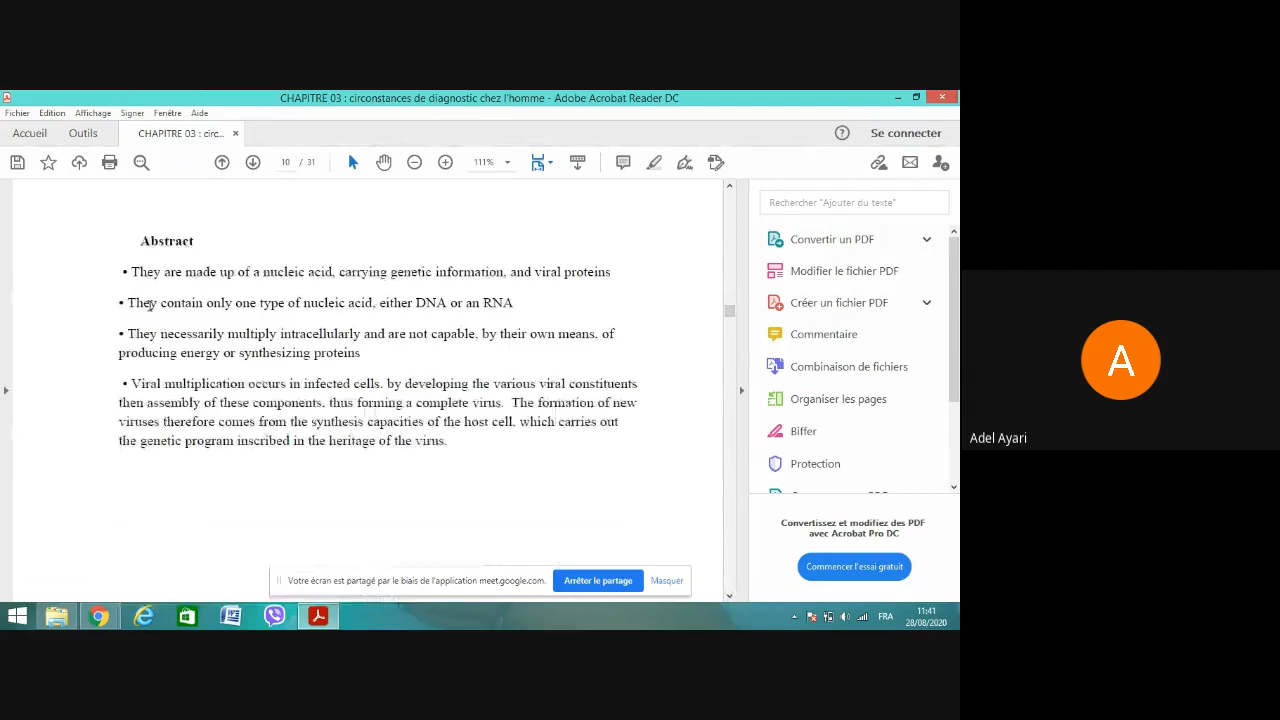 CHAPITRE 03 : circonstances de diagnostic chez l'homme - Adobe Acrobat Reader DC
Fichier Edition Affichage Signer Fenêtre Aide
Accueil Outils CHAPITRE 03 : circ... × Se connecter
10 / 31 111%
Abstract
• They are made up of a nucleic acid, carrying genetic information, and viral proteins
• They contain only one type of nucleic acid, either DNA or an RNA
• They necessarily multiply intracellularly and are not capable, by their own means, of
producing energy or synthesizing proteins
• Viral multiplication occurs in infected cells, by developing the various viral constituents
then assembly of these components, thus forming a complete virus. The formation of new
viruses therefore comes from the synthesis capacities of the host cell, which carries out
the genetic program inscribed in the heritage of the virus.
Rechercher "Ajouter du texte"
Convertir un PDF
Modifier le fichier PDF
Créer un fichier PDF
Commentaire
Combinaison de fichiers
Organiser les pages
Biffer
Protection
Convertissez et modifiez des PDF
avec Acrobat Pro DC
Commencer l'essai gratuit
Votre écran est partagé par le biais de l'application meet.google.com. Arrêter le partage Masquer
FRA
11:41
28/08/2020
A
Adel Ayari